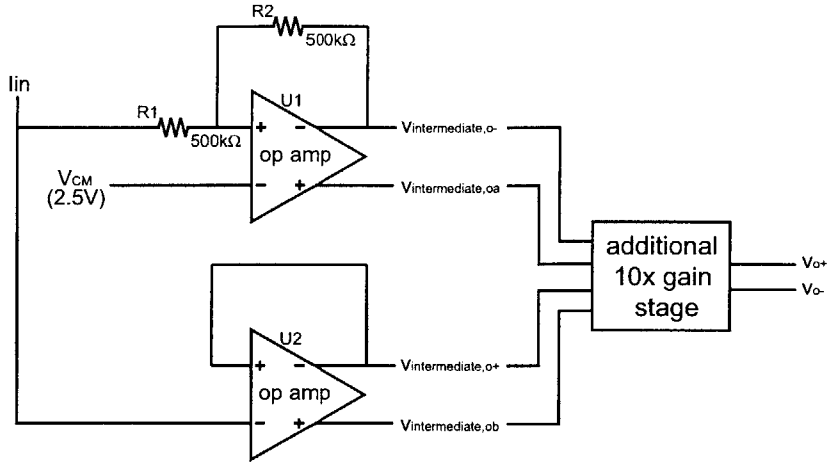 R2
500kΩ
Iin
R1
500kΩ
U1
+ −
op amp
− +
VCM
(2.5V)
Vintermediate,o-
Vintermediate,oa
additional
10x gain
stage
Vo+
Vo-
U2
+ −
op amp
− +
Vintermediate,o+
Vintermediate,ob